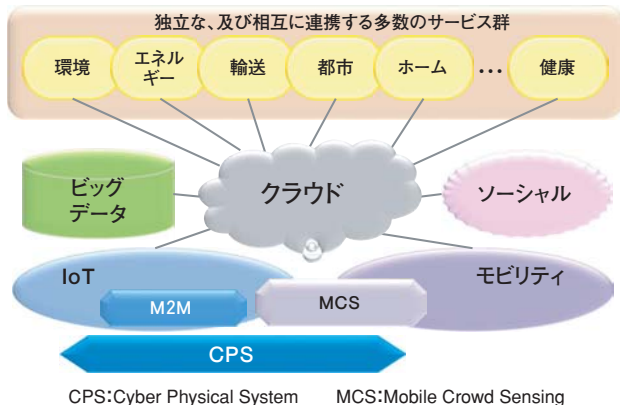 独立な、及び相互に連携する多数のサービス群
環境
エネル
ギー
輸送
都市
ホーム
...
健康
ビッグ
データ
クラウド
ソーシャル
IoT
モビリティ
M2M
MCS
CPS
CPS:Cyber Physical System MCS:Mobile Crowd Sensing